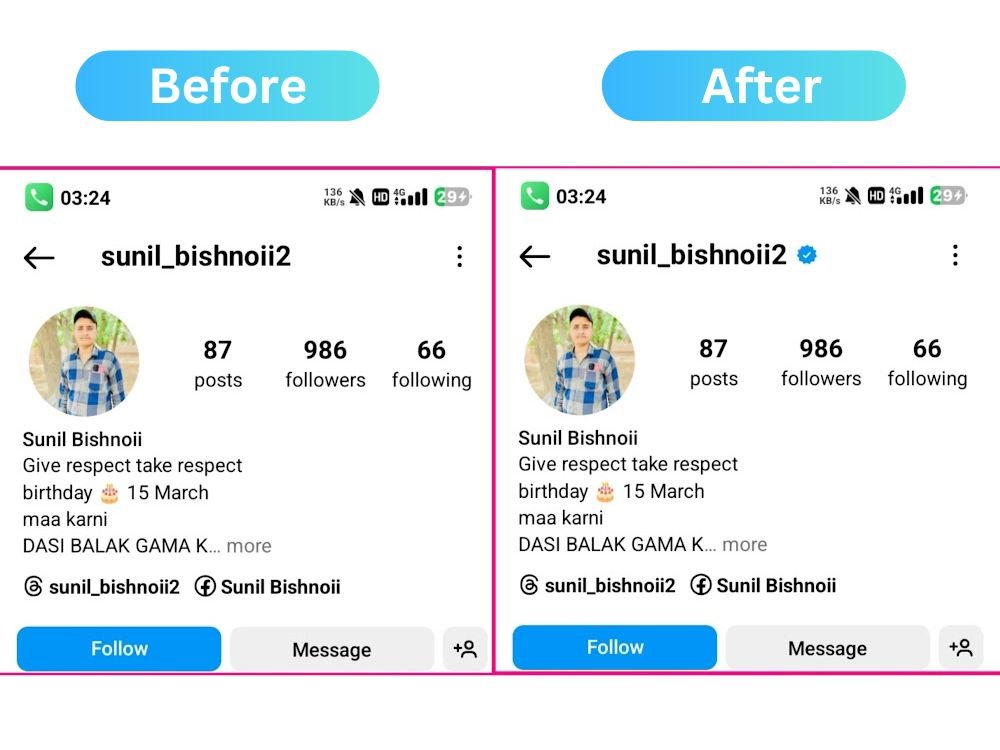 Before
After
03:24
136 KB/s HD 4G 29
sunil_bishnoii2
87 986 66
posts followers following
Sunil Bishnoii
Give respect take respect
birthday 🎂 15 March
maa karni
DASI BALAK GAMA K... more
sunil_bishnoii2 Sunil Bishnoii
Follow Message
03:24
136 KB/s HD 4G 29
sunil_bishnoii2
87 986 66
posts followers following
Sunil Bishnoii
Give respect take respect
birthday 🎂 15 March
maa karni
DASI BALAK GAMA K... more
sunil_bishnoii2 Sunil Bishnoii
Follow Message